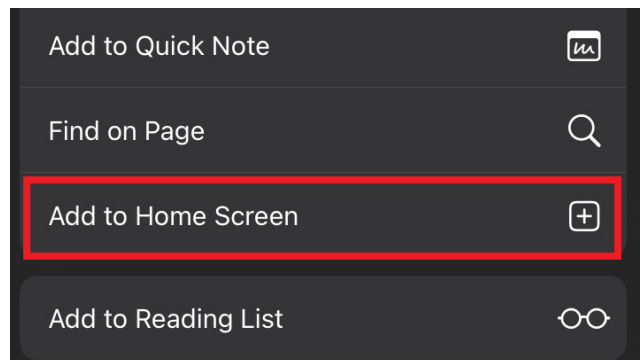 Add to Quick Note
Find on Page
Add to Home Screen
Add to Reading List